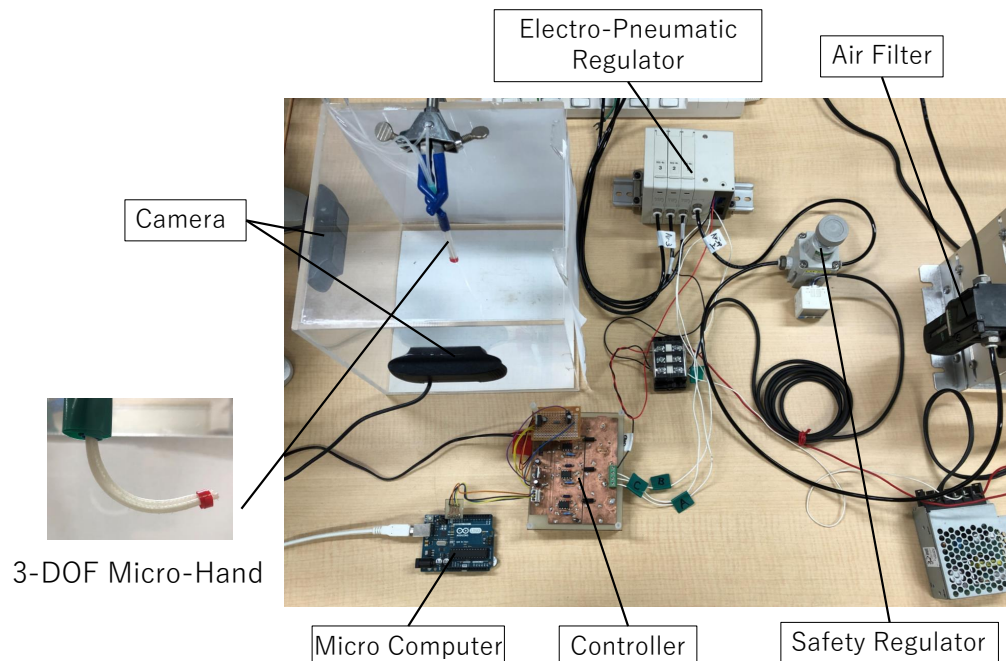 Electro-Pneumatic
Regulator
Air Filter
Camera
3-DOF Micro-Hand
C
B
A
Micro Computer
Controller
Safety Regulator